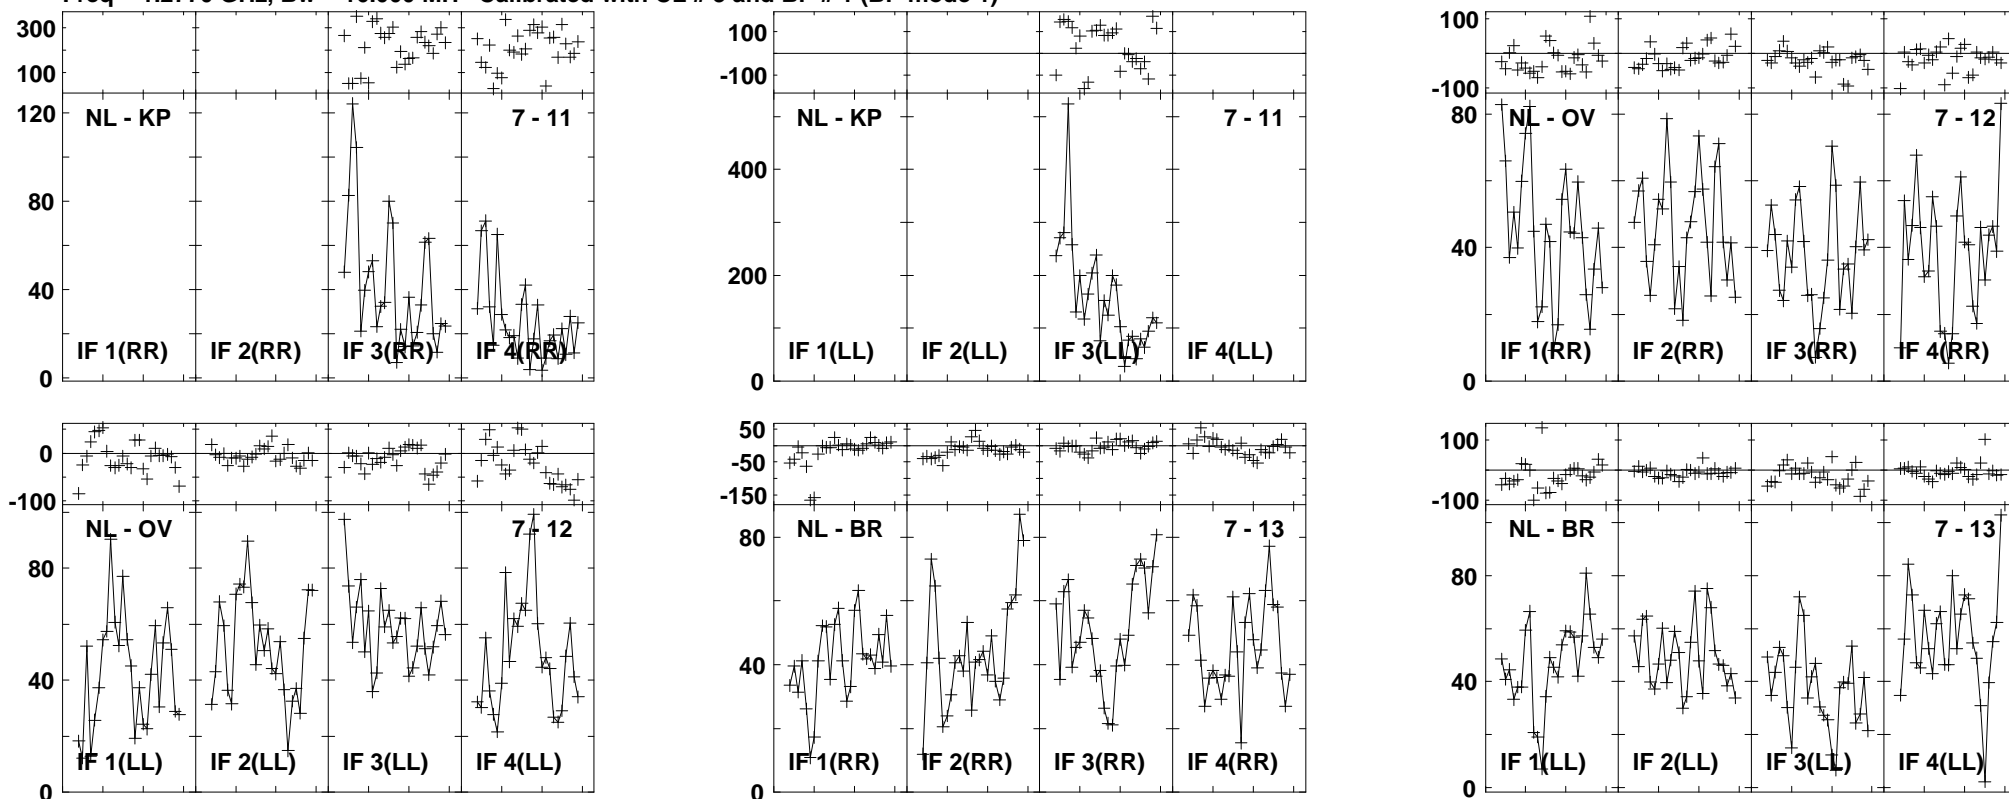 300
100
NL - KP
7 - 11
120
80
40
0
IF 1(RR)
IF 2(RR)
IF 3(RR)
IF 4(RR)
100
-100
NL - KP
7 - 11
400
200
0
IF 1(LL)
IF 2(LL)
IF 3(LL)
IF 4(LL)
100
-100
NL - OV
7 - 12
80
40
0
IF 1(RR)
IF 2(RR)
IF 3(RR)
IF 4(RR)
0
-100
NL - OV
7 - 12
80
40
0
IF 1(LL)
IF 2(LL)
IF 3(LL)
IF 4(LL)
50
-50
-150
NL - BR
7 - 13
80
40
0
IF 1(RR)
IF 2(RR)
IF 3(RR)
IF 4(RR)
100
-100
NL - BR
7 - 13
80
40
0
IF 1(LL)
IF 2(LL)
IF 3(LL)
IF 4(LL)